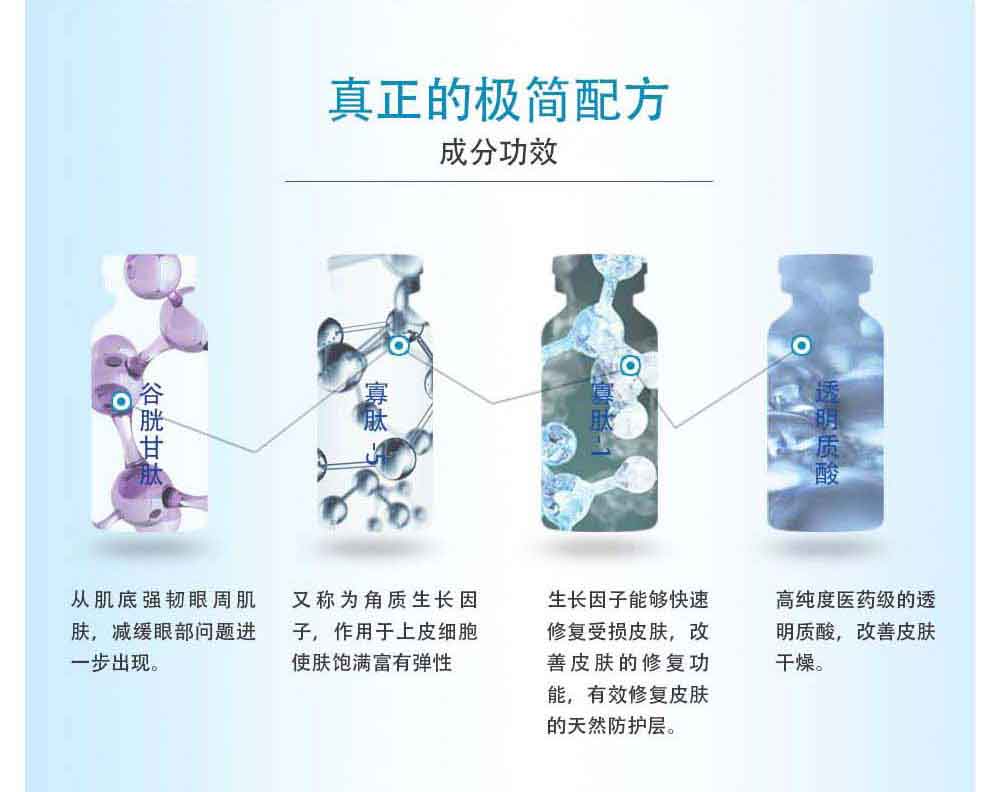 真正的极简配方
成分功效
谷胱甘肽
寡肽-5
寡肽-1
透明质酸
从肌底强韧眼周肌
肤，减缓眼部问题进
一步出现。
又称为角质生长因
子，作用于上皮细胞
使肤饱满富有弹性
生长因子能够快速
修复受损皮肤，改
善皮肤的修复功
能，有效修复皮肤
的天然防护层。
高纯度医药级的透
明质酸，改善皮肤
干燥。